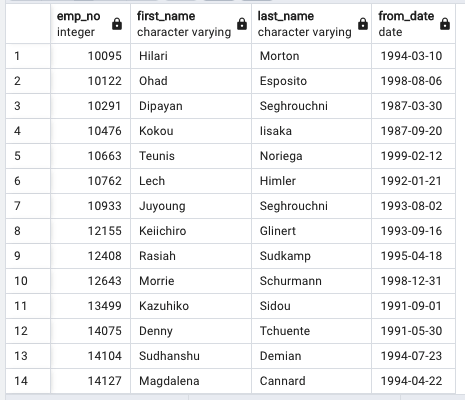 emp_no first_name last_name from_date
integer character varying character varying date
1 10095 Hilari Morton 1994-03-10
2 10122 Ohad Esposito 1998-08-06
3 10291 Dipayan Seghrouchni 1987-03-30
4 10476 Kokou Iisaka 1987-09-20
5 10663 Teunis Noriega 1999-02-12
6 10762 Lech Himler 1992-01-21
7 10933 Juyoung Seghrouchni 1993-08-02
8 12155 Keiichiro Glinert 1993-09-16
9 12408 Rasiah Sudkamp 1995-04-18
10 12643 Morrie Schurmann 1998-12-31
11 13499 Kazuhiko Sidou 1991-09-01
12 14075 Denny Tchuente 1991-05-30
13 14104 Sudhanshu Demian 1994-07-23
14 14127 Magdalena Cannard 1994-04-22